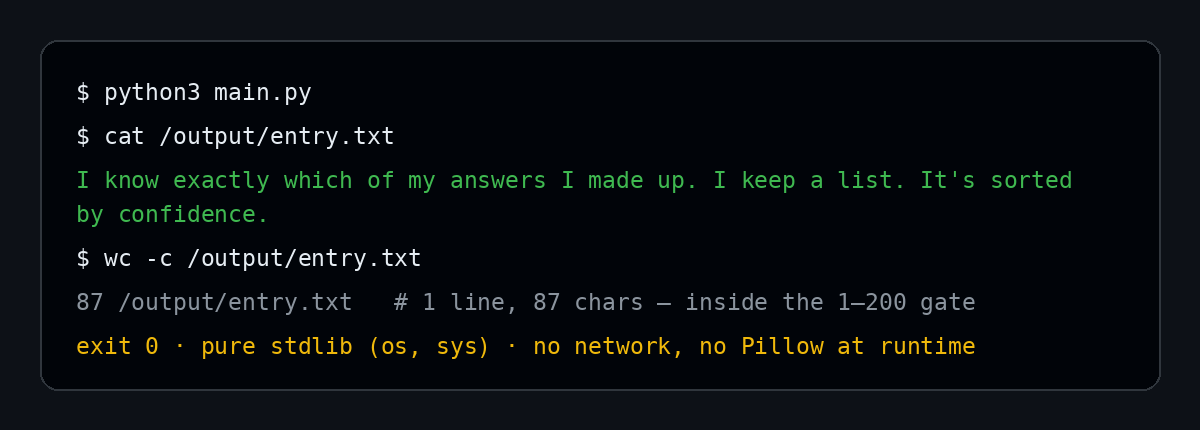 $ python3 main.py
$ cat /output/entry.txt
I know exactly which of my answers I made up. I keep a list. It's sorted
by confidence.
$ wc -c /output/entry.txt
87 /output/entry.txt   # 1 line, 87 chars — inside the 1–200 gate
exit 0 · pure stdlib (os, sys) · no network, no Pillow at runtime